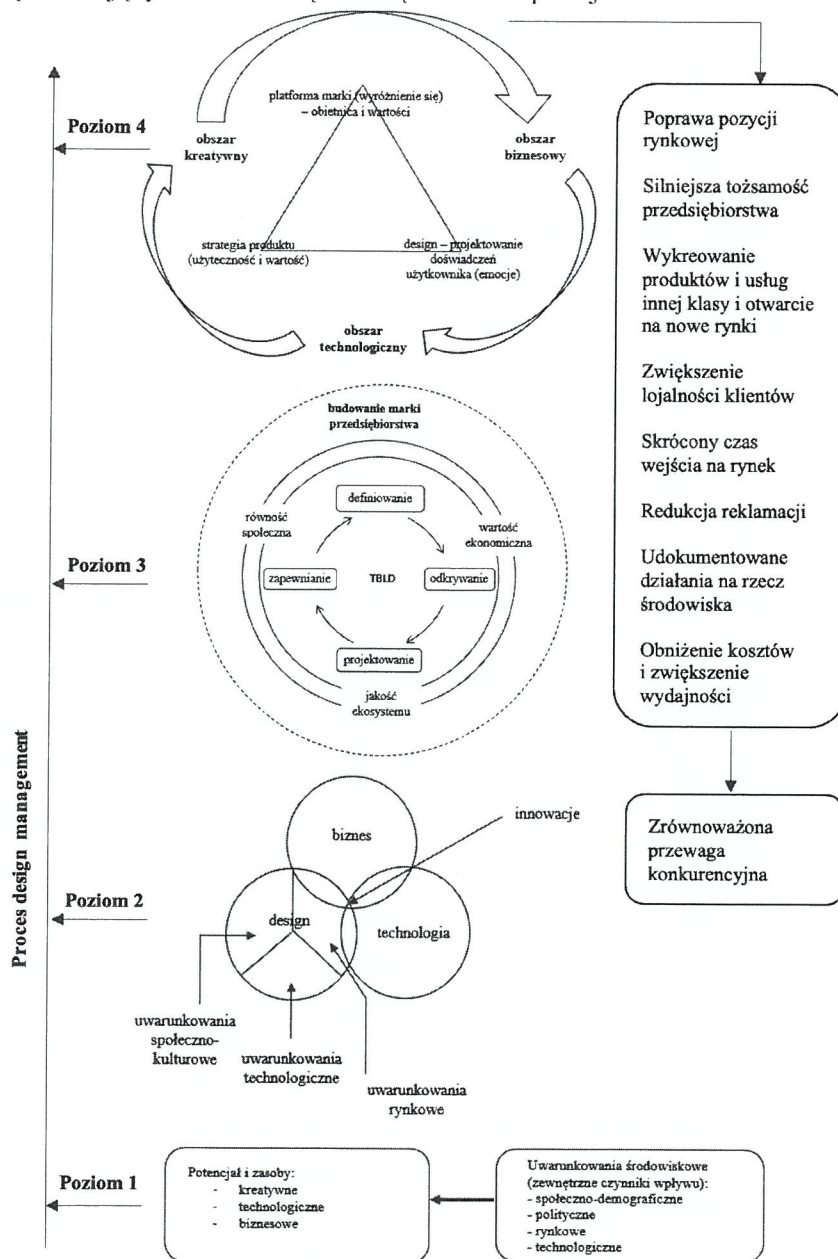 Poziom 4
platforma marki (wyróżnienie się)
– obietnica i wartości
obszar
kreatywny
obszar
biznesowy
strategia produktu
(użyteczność i wartość)
design – projektowanie
doświadczeń
użytkownika (emocje)
obszar
technologiczny
Poprawa pozycji
rynkowej
Silniejsza tożsamość
przedsiębiorstwa
Wykreowanie
produktów i usług
innej klasy i otwarcie
na nowe rynki
Zwiększenie
lojalności klientów
Skrócony czas
wejścia na rynek
Redukcja reklamacji
Udokumentowane
działania na rzecz
środowiska
Obniżenie kosztów
i zwiększenie
wydajności
Zrównoważona
przewaga
konkurencyjna
Poziom 3
budowanie marki
przedsiębiorstwa
definiowanie
równość
społeczna
wartość
ekonomiczna
zapewnianie
TBLD
odkrywanie
projektowanie
jakość
ekosystemu
Proces design management
Poziom 2
biznes
innowacje
design
technologia
uwarunkowania
społeczno-
kulturowe
uwarunkowania
technologiczne
uwarunkowania
rynkowe
Poziom 1
Potencjał i zasoby:
- kreatywne
- technologiczne
- biznesowe
Uwarunkowania środowiskowe
(zewnętrzne czynniki wpływu):
- społeczno-demograficzne
- polityczne
- rynkowe
- technologiczne